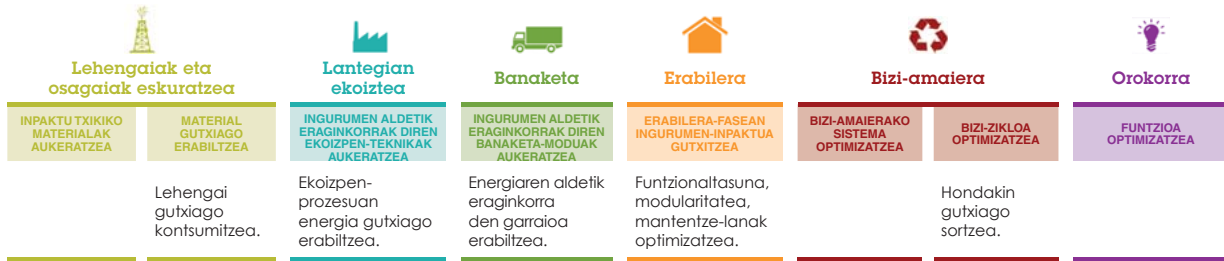 Lehengaiak eta
osagaiak eskuratzea
Lantegian
ekoiztea
Banaketa
Erabilera
Bizi-amaiera
Orokorra
INPAKTU TXIKIKO
MATERIALAK
AUKERATZEA
MATERIAL
GUTXIAGO
ERABILTZEA
INGURUMEN ALDETIK
ERAGINKORRAK DIREN
EKOIZPEN-TEKNIKAK
AUKERATZEA
INGURUMEN ALDETIK
ERAGINKORRAK DIREN
BANAKETA-MODUAK
AUKERATZEA
ERABILERA-FASEAN
INGURUMEN-INPAKTUA
GUTXITZEA
BIZI-AMAIERAKO
SISTEMA
OPTIMIZATZEA
BIZI-ZIKLOA
OPTIMIZATZEA
FUNTZIOA
OPTIMIZATZEA
Lehengai
gutxiago
kontsumitzea.
Ekoizpen-
prozesuan
energia gutxiago
erabiltzea.
Energiaren aldetik
eraginkorra
den garraioa
erabiltzea.
Funtzionaltasuna,
modularitatea,
mantentze-lanak
optimizatzea.
Hondakin
gutxiago
sortzea.